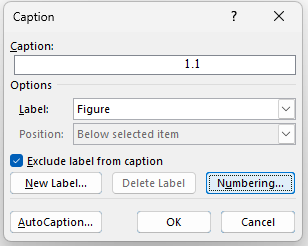 Caption ? ×
Caption:
1.1
Options
Label: Figure
Position: Below selected item
Exclude label from caption
New Label... Delete Label Numbering...
AutoCaption... OK Cancel